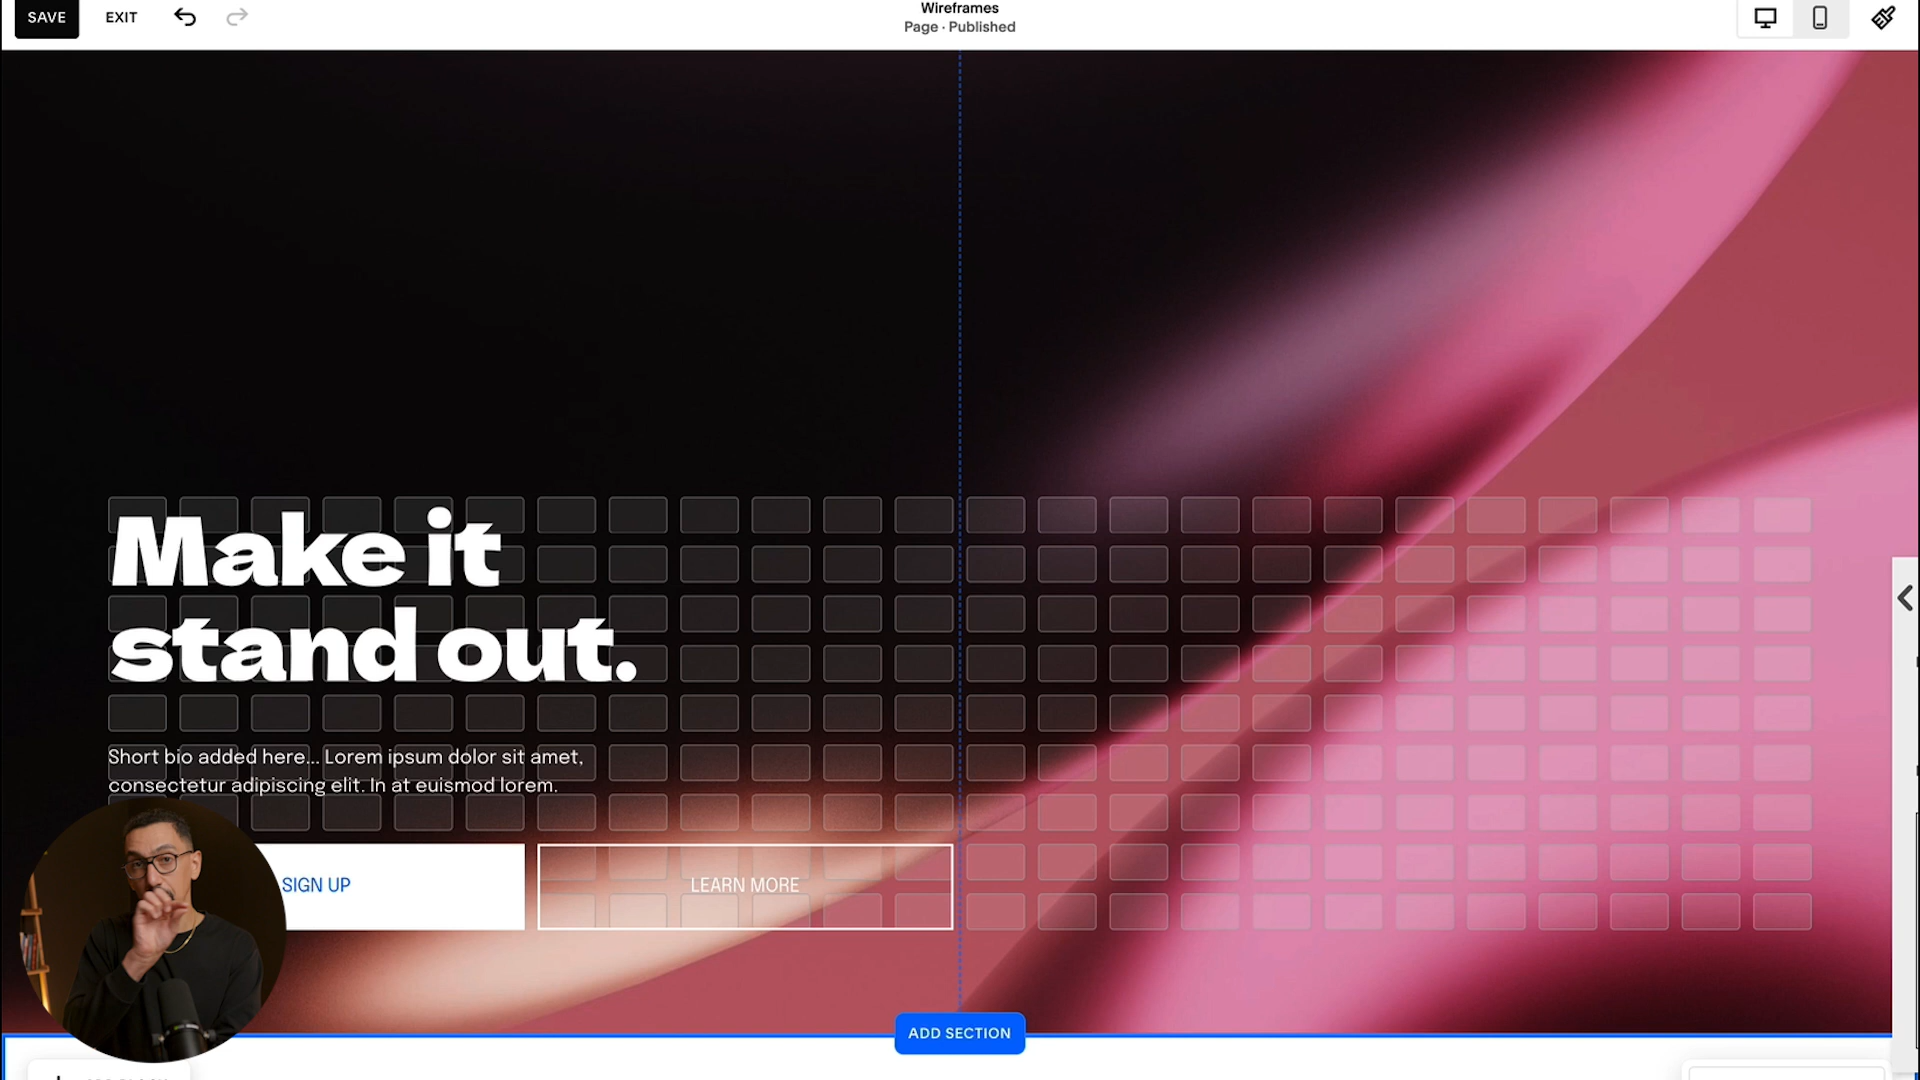 SAVE
EXIT
Wireframes
Page · Published
Make it
stand out.
Short bio added here... Lorem ipsum dolor sit amet,
consectetur adipiscing elit. In at euismod lorem.
SIGN UP
LEARN MORE
ADD SECTION